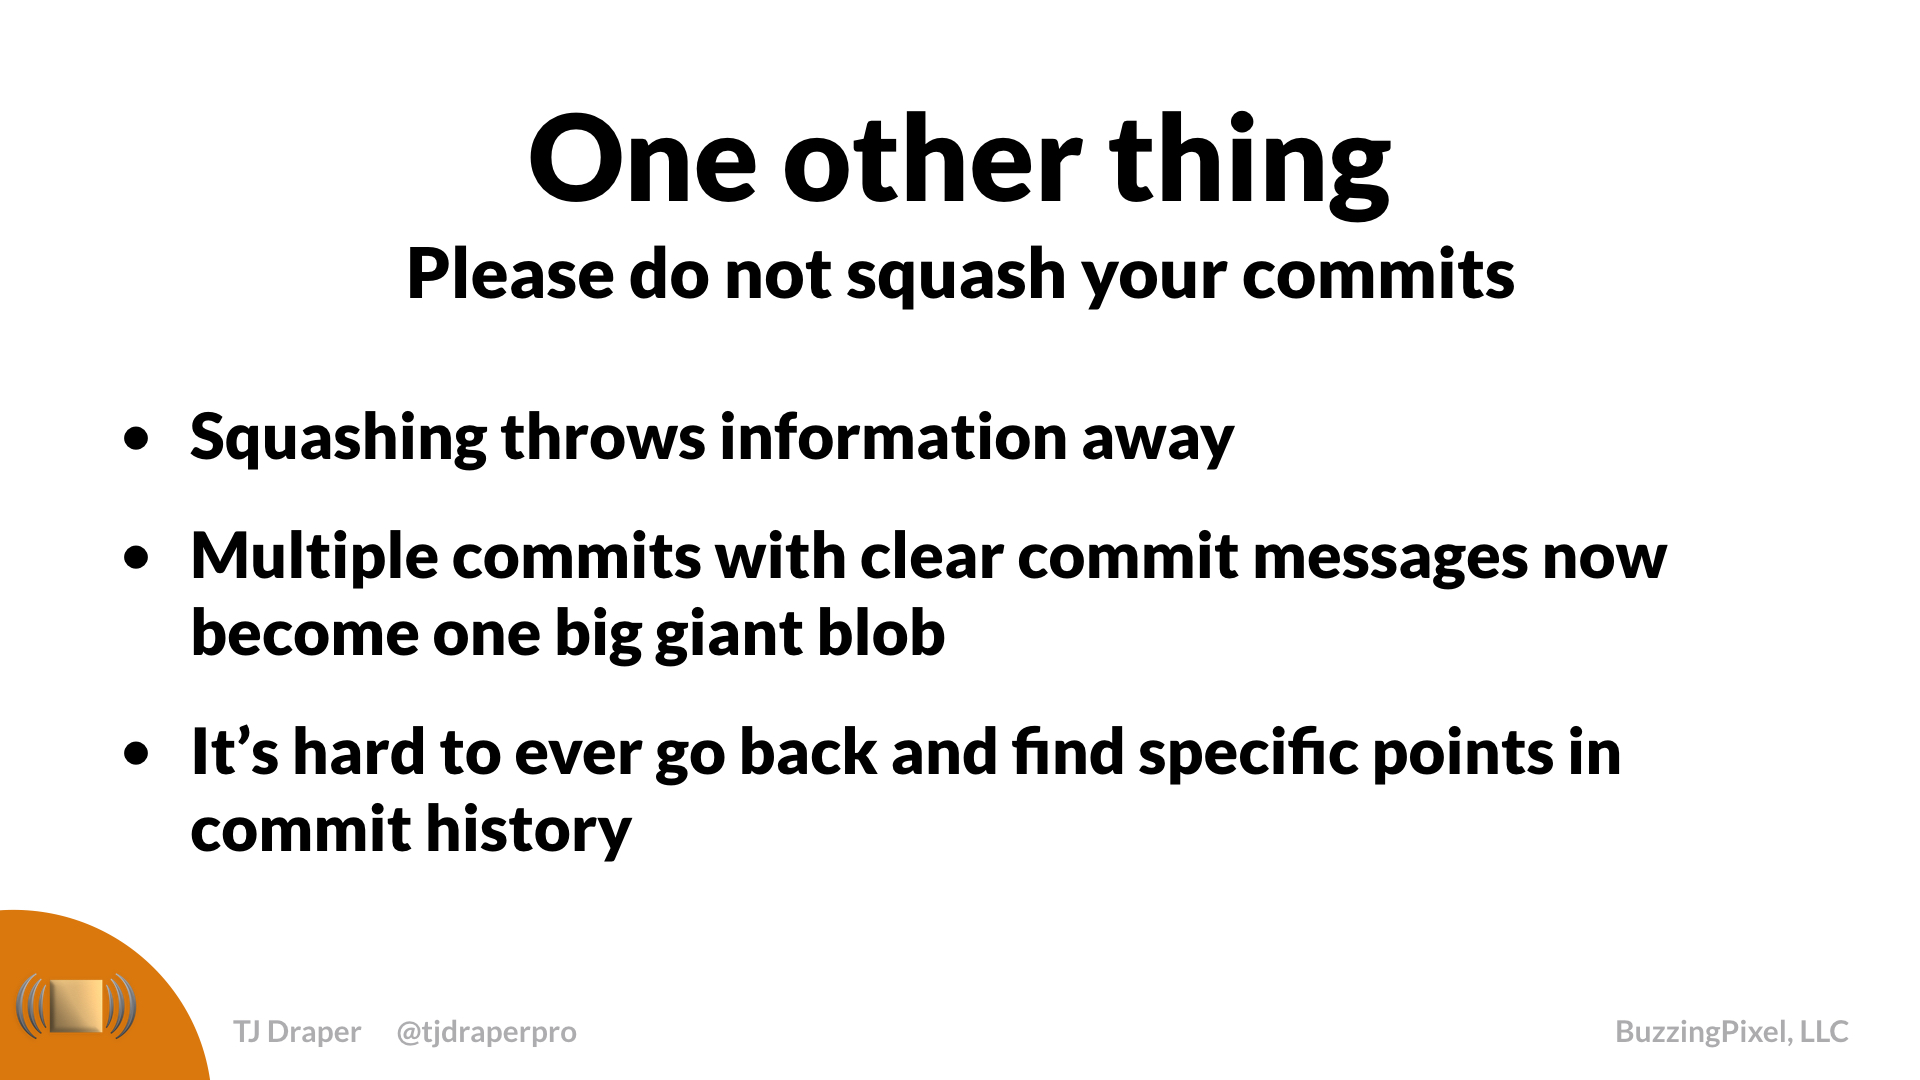 One other thing
Please do not squash your commits
• Squashing throws information away
• Multiple commits with clear commit messages now
become one big giant blob
• It’s hard to ever go back and find specific points in
commit history
TJ Draper @tjdraperpro BuzzingPixel, LLC